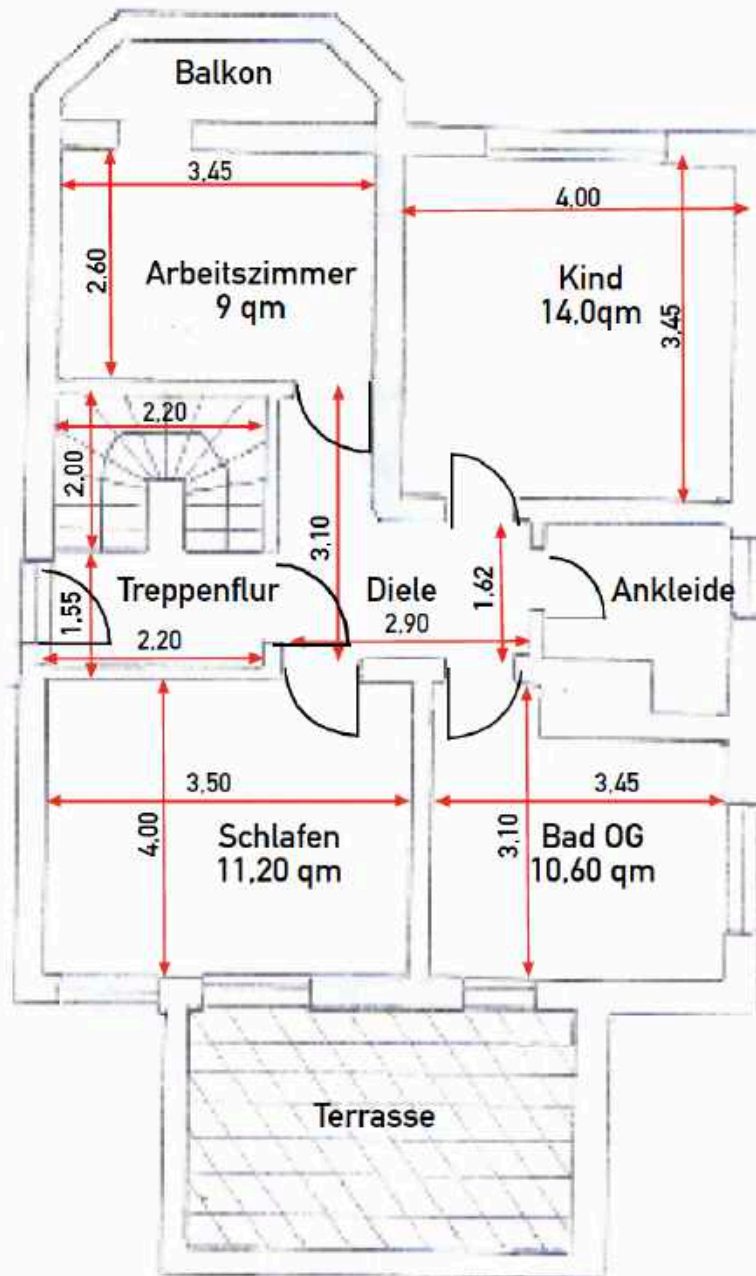 Balkon
3,45
2,60
Arbeitszimmer
9 qm
4,00
Kind
14,0qm
3,45
2,20
2,00
3,10
Treppenflur
1,55
2,20
Diele
2,90
1,62
Ankleide
3,50
4,00
Schlafen
11,20 qm
3,45
3,10
Bad OG
10,60 qm
Terrasse